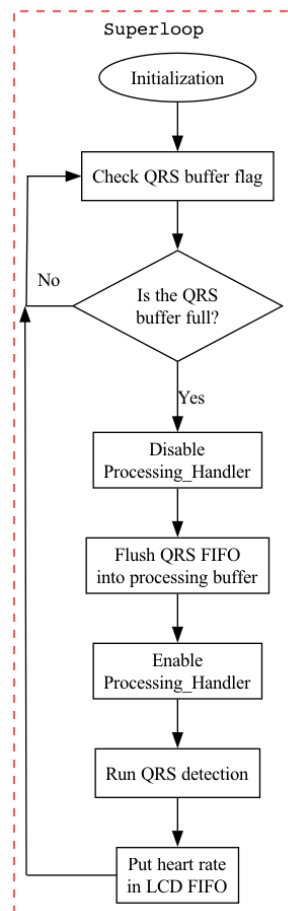 Superloop
Initialization
Check QRS buffer flag
No
Is the QRS
buffer full?
Yes
Disable
Processing_Handler
Flush QRS FIFO
into processing buffer
Enable
Processing_Handler
Run QRS detection
Put heart rate
in LCD FIFO